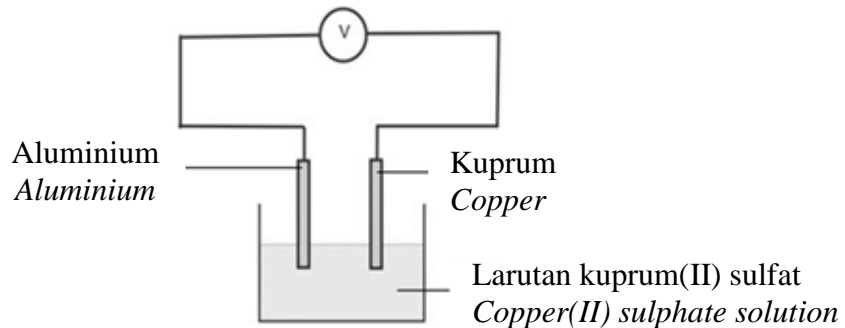 V
Aluminium
Aluminium
Kuprum
Copper
Larutan kuprum(II) sulfat
Copper(II) sulphate solution